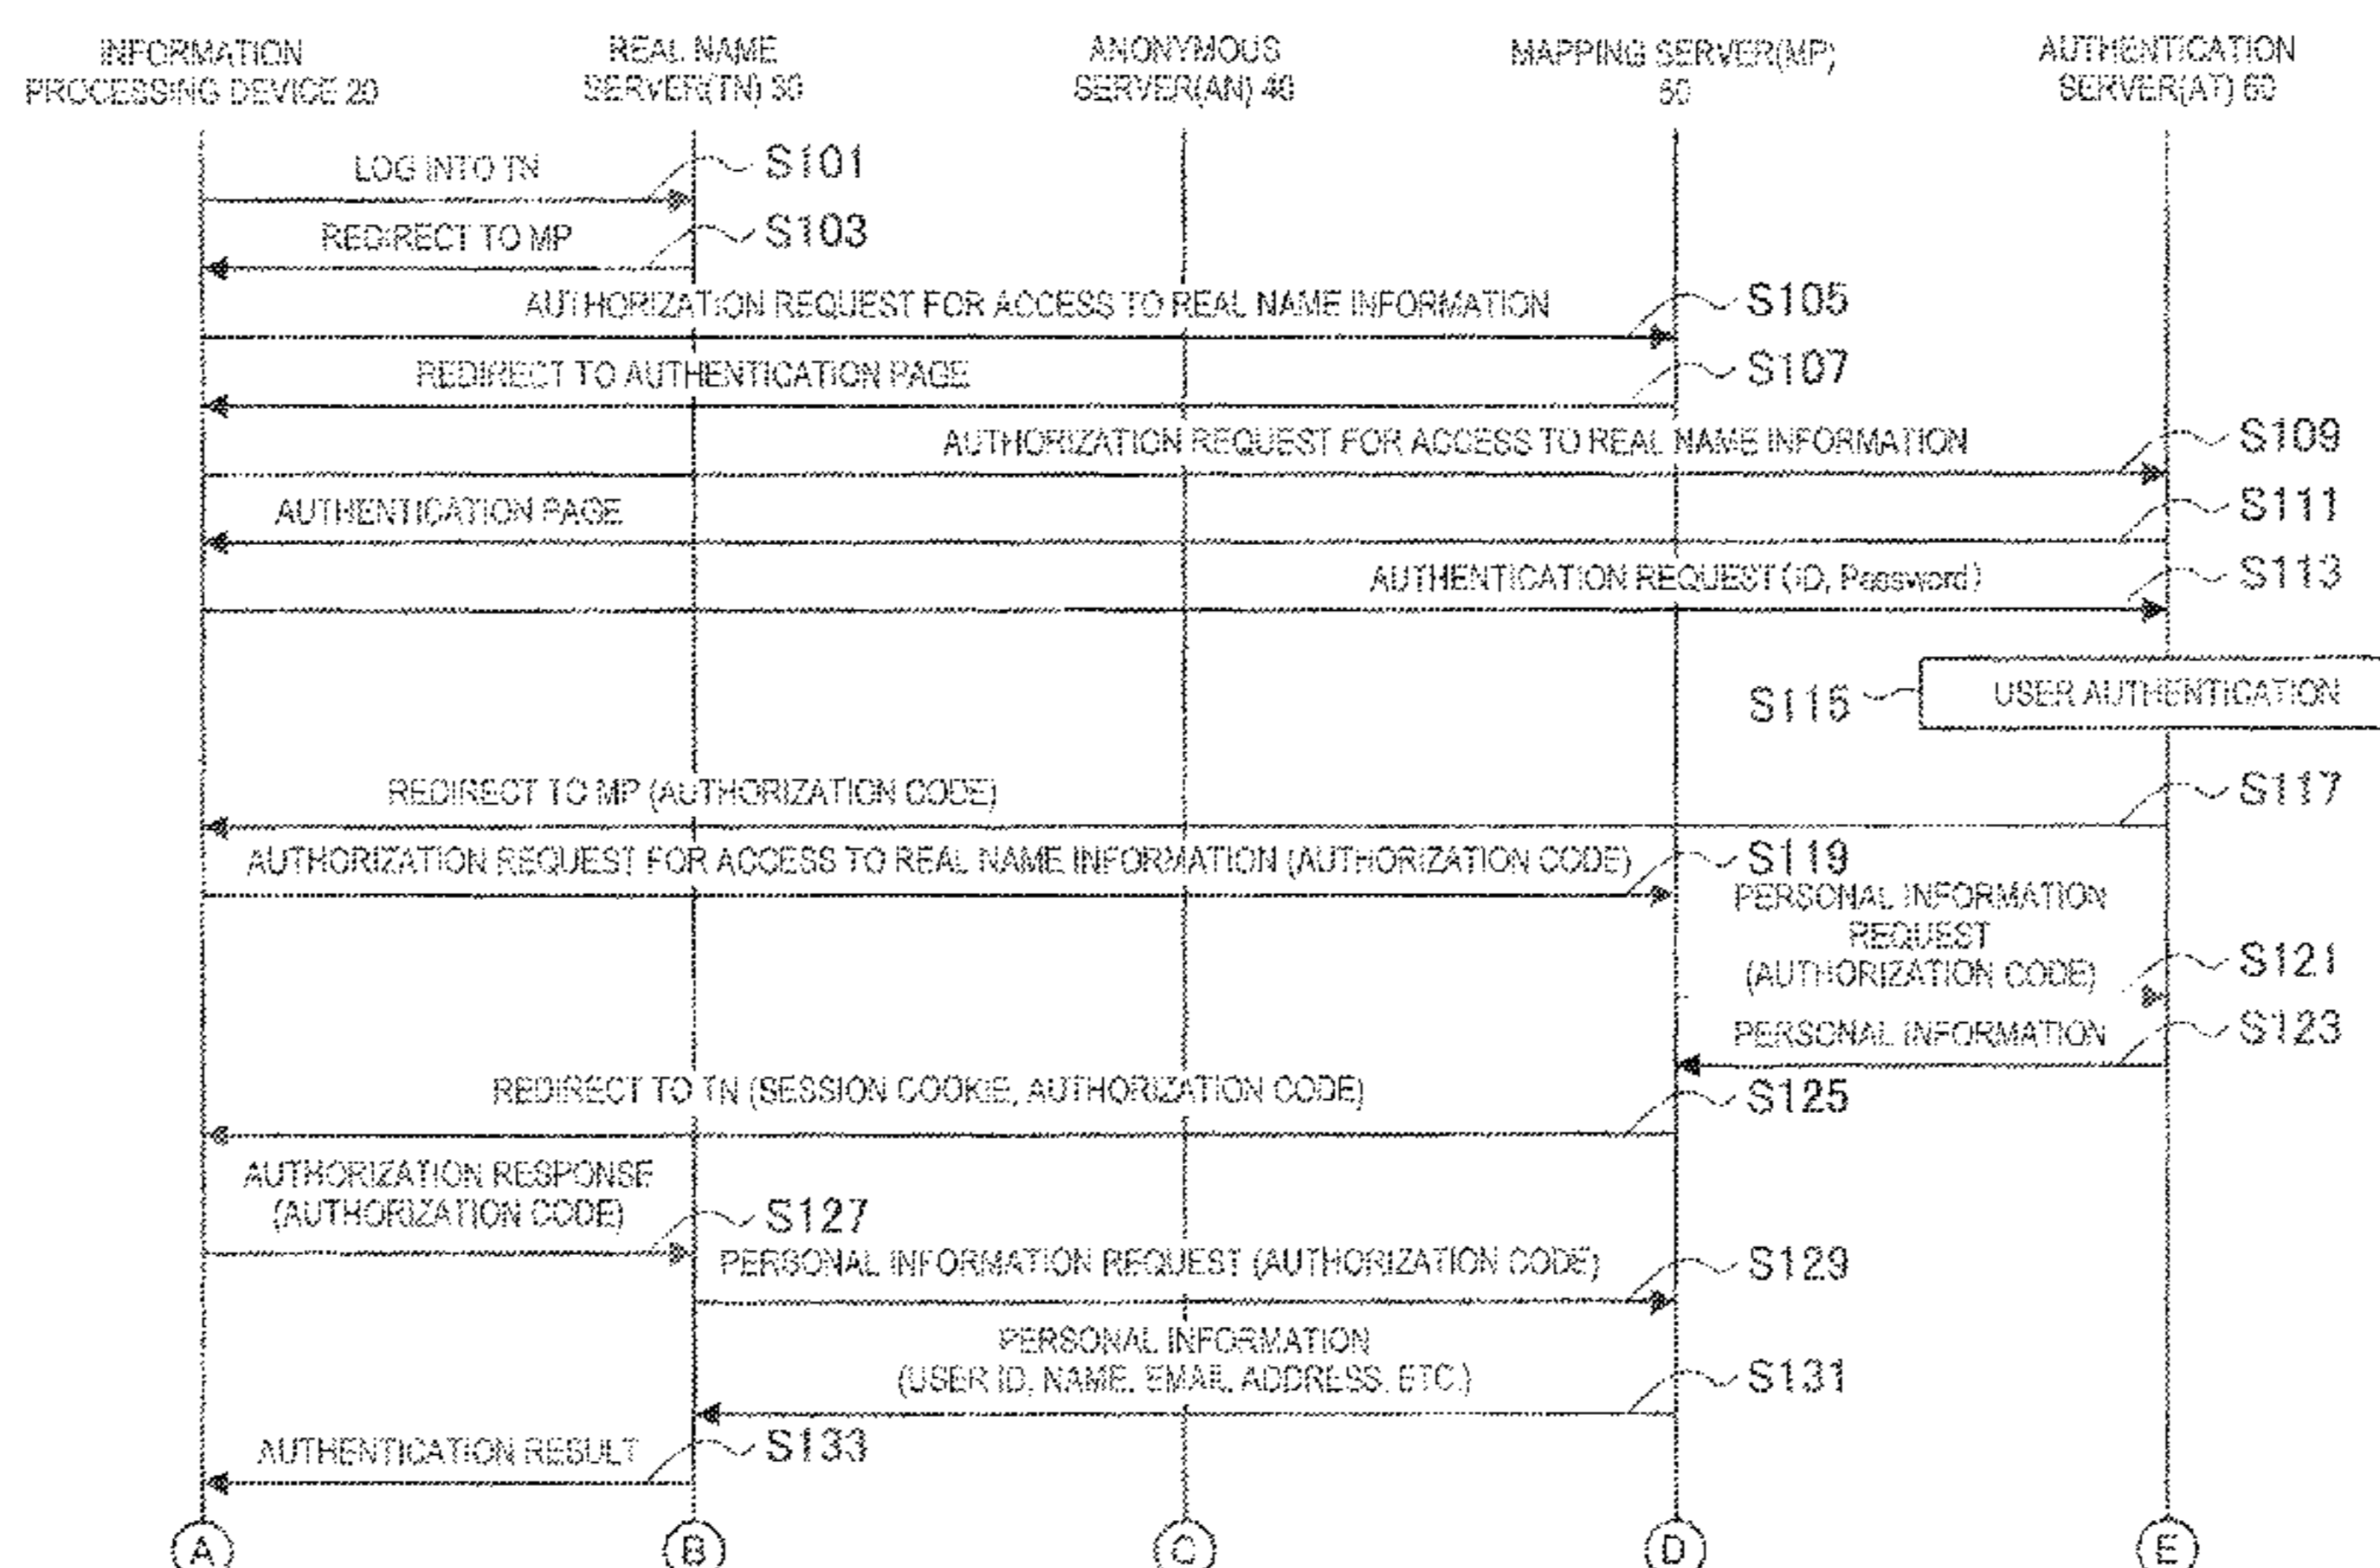 INFORMATION
PROCESSING DEVICE 20
REAL NAME
SERVER(TN) 30
ANONYMOUS
SERVER(AN) 40
MAPPING SERVER(MP)
50
AUTHENTICATION
SERVER(AT) 60
LOG INTO TN
S101
REDIRECT TO MP
S103
AUTHORIZATION REQUEST FOR ACCESS TO REAL NAME INFORMATION
S105
REDIRECT TO AUTHENTICATION PAGE
S107
AUTHORIZATION REQUEST FOR ACCESS TO REAL NAME INFORMATION
S109
AUTHENTICATION PAGE
S111
AUTHENTICATION REQUEST (ID, Password)
S113
S115
USER AUTHENTICATION
REDIRECT TO MP (AUTHORIZATION CODE)
S117
AUTHORIZATION REQUEST FOR ACCESS TO REAL NAME INFORMATION (AUTHORIZATION CODE)
S119
PERSONAL INFORMATION
REQUEST
(AUTHORIZATION CODE)
S121
PERSONAL INFORMATION
S123
REDIRECT TO TN (SESSION COOKIE, AUTHORIZATION CODE)
S125
AUTHORIZATION RESPONSE
(AUTHORIZATION CODE)
S127
PERSONAL INFORMATION REQUEST (AUTHORIZATION CODE)
S129
PERSONAL INFORMATION
(USER ID, NAME, EMAIL ADDRESS, ETC.)
S131
AUTHENTICATION RESULT
S133
A
B
C
D
E